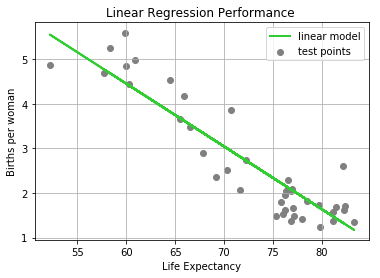 Linear Regression Performance
linear model
test points
5
4
3
2
1
Births per woman
55
60
65
70
75
80
Life Expectancy